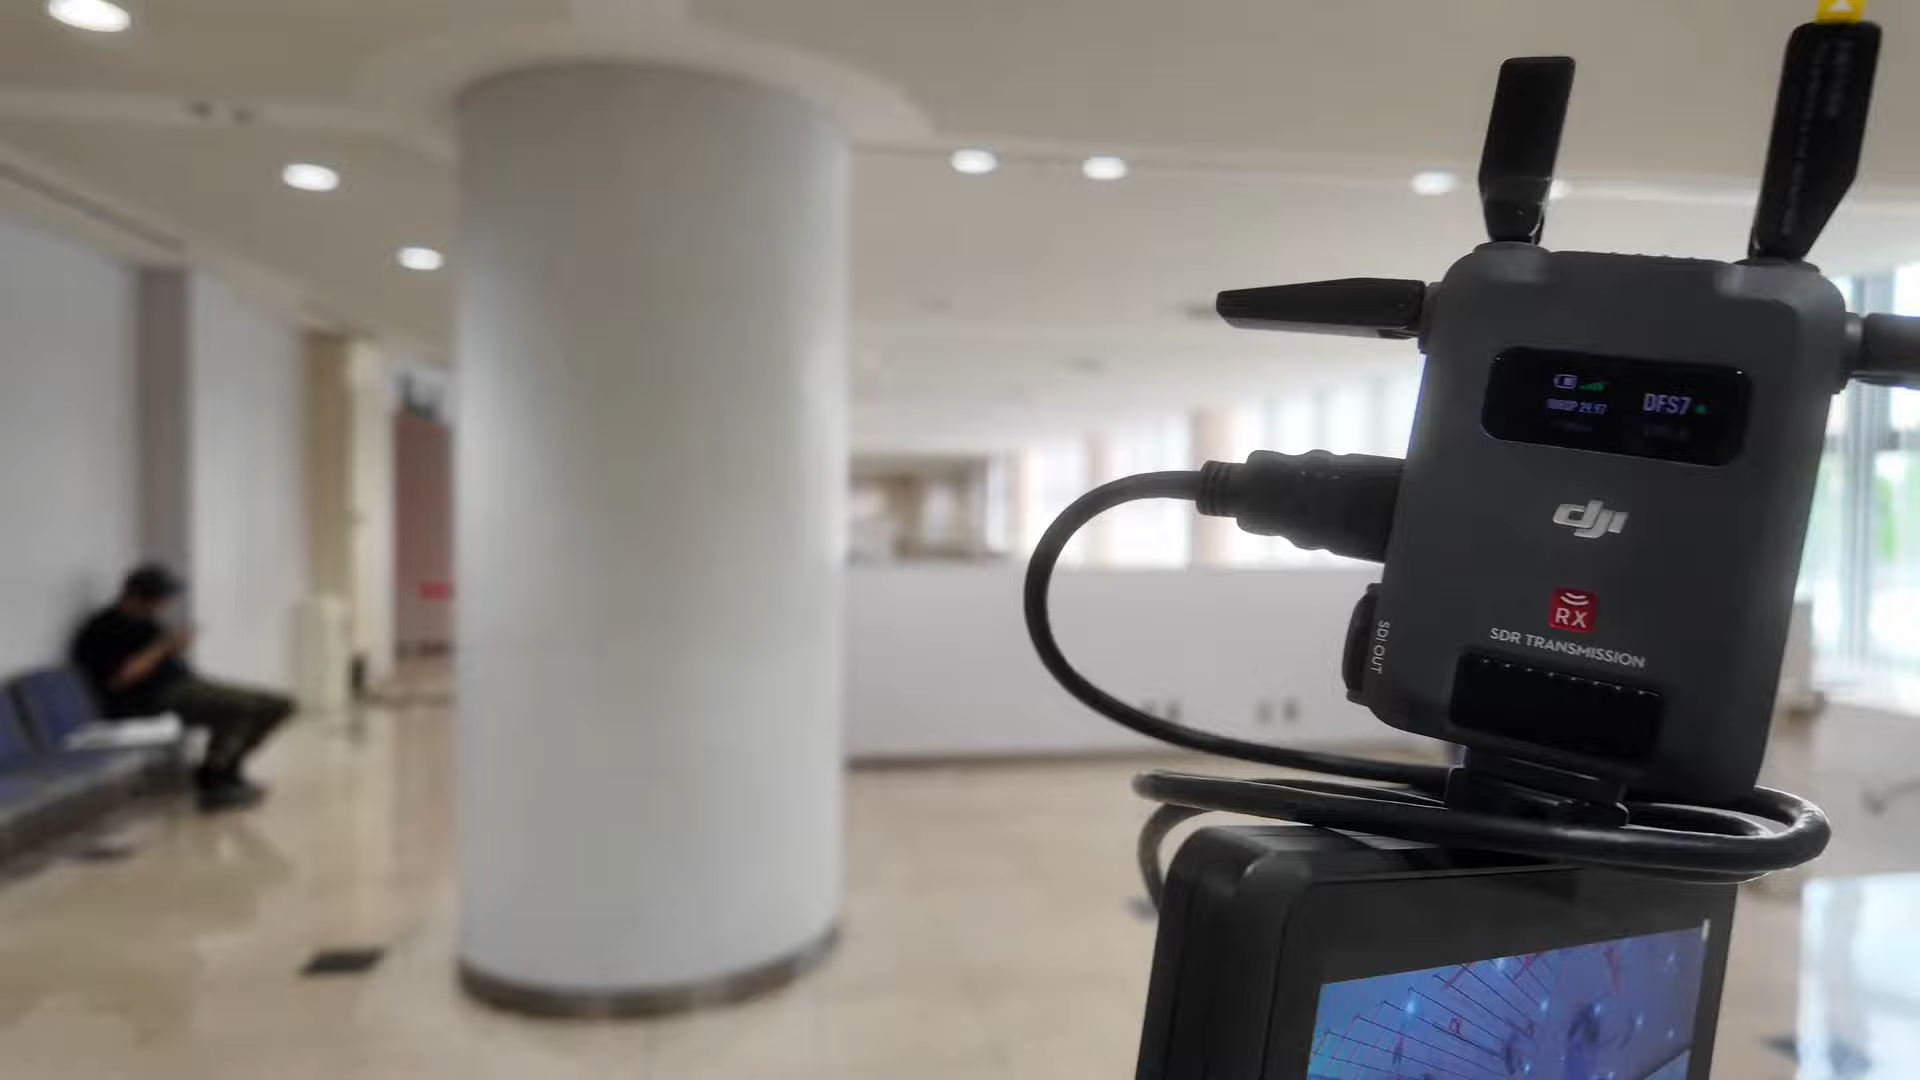 1080P 29.97
DFS7
dji
RX
SDR TRANSMISSION
SDI OUT